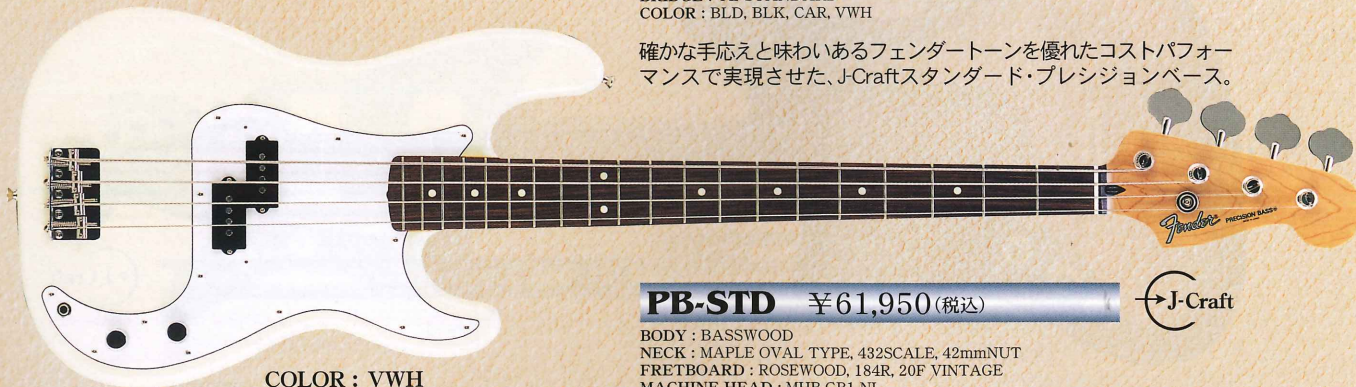 COLOR : BLD, BLK, CAR, VWH
確かな手応えと味わいあるフェンダートーンを優れたコストパフォー
マンスで実現させた、J-Craftスタンダード・プレシジョンベース。
Fender PRECISION BASS
PB-STD ¥61,950(税込)
J-Craft
BODY : BASSWOOD
NECK : MAPLE OVAL TYPE, 432SCALE, 42mmNUT
FRETBOARD : ROSEWOOD, 184R, 20F VINTAGE
COLOR : VWH